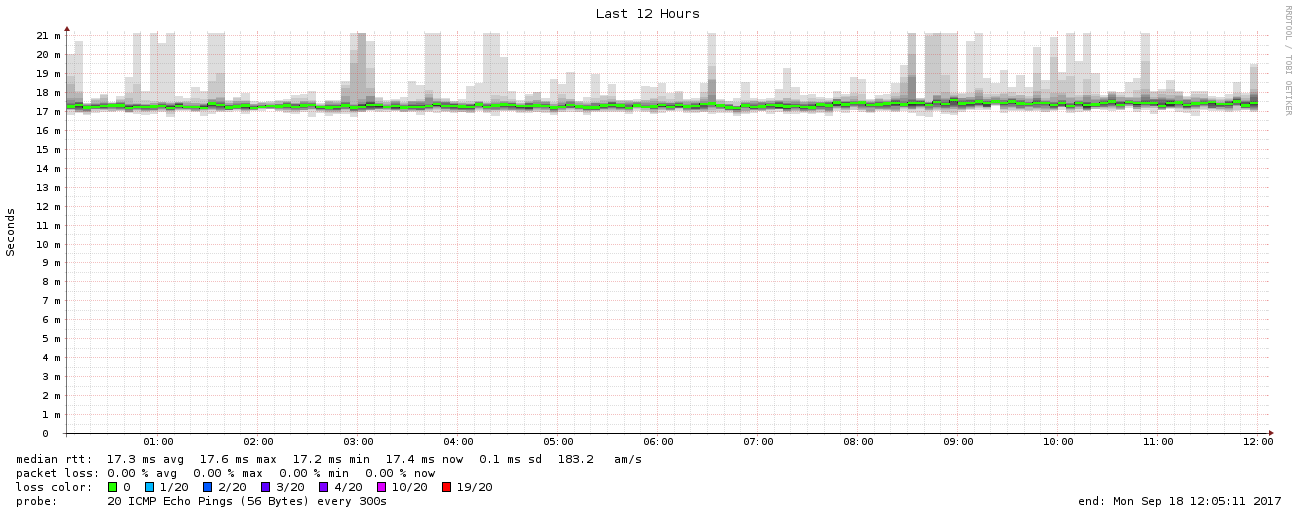 Last 12 Hours
RRDTOOL / TOBI OETIKER
Seconds
21 m
20 m
19 m
18 m
17 m
16 m
15 m
14 m
13 m
12 m
11 m
10 m
9 m
8 m
7 m
6 m
5 m
4 m
3 m
2 m
1 m
0
01:00 02:00 03:00 04:00 05:00 06:00 07:00 08:00 09:00 10:00 11:00 12:00
median rtt: 17.3 ms avg 17.6 ms max 17.2 ms min 17.4 ms now 0.1 ms sd 183.2 am/s
packet loss: 0.00 % avg 0.00 % max 0.00 % min 0.00 % now
loss color: 0 1/20 2/20 3/20 4/20 10/20 19/20
probe: 20 ICMP Echo Pings (56 Bytes) every 300s end: Mon Sep 18 12:05:11 2017